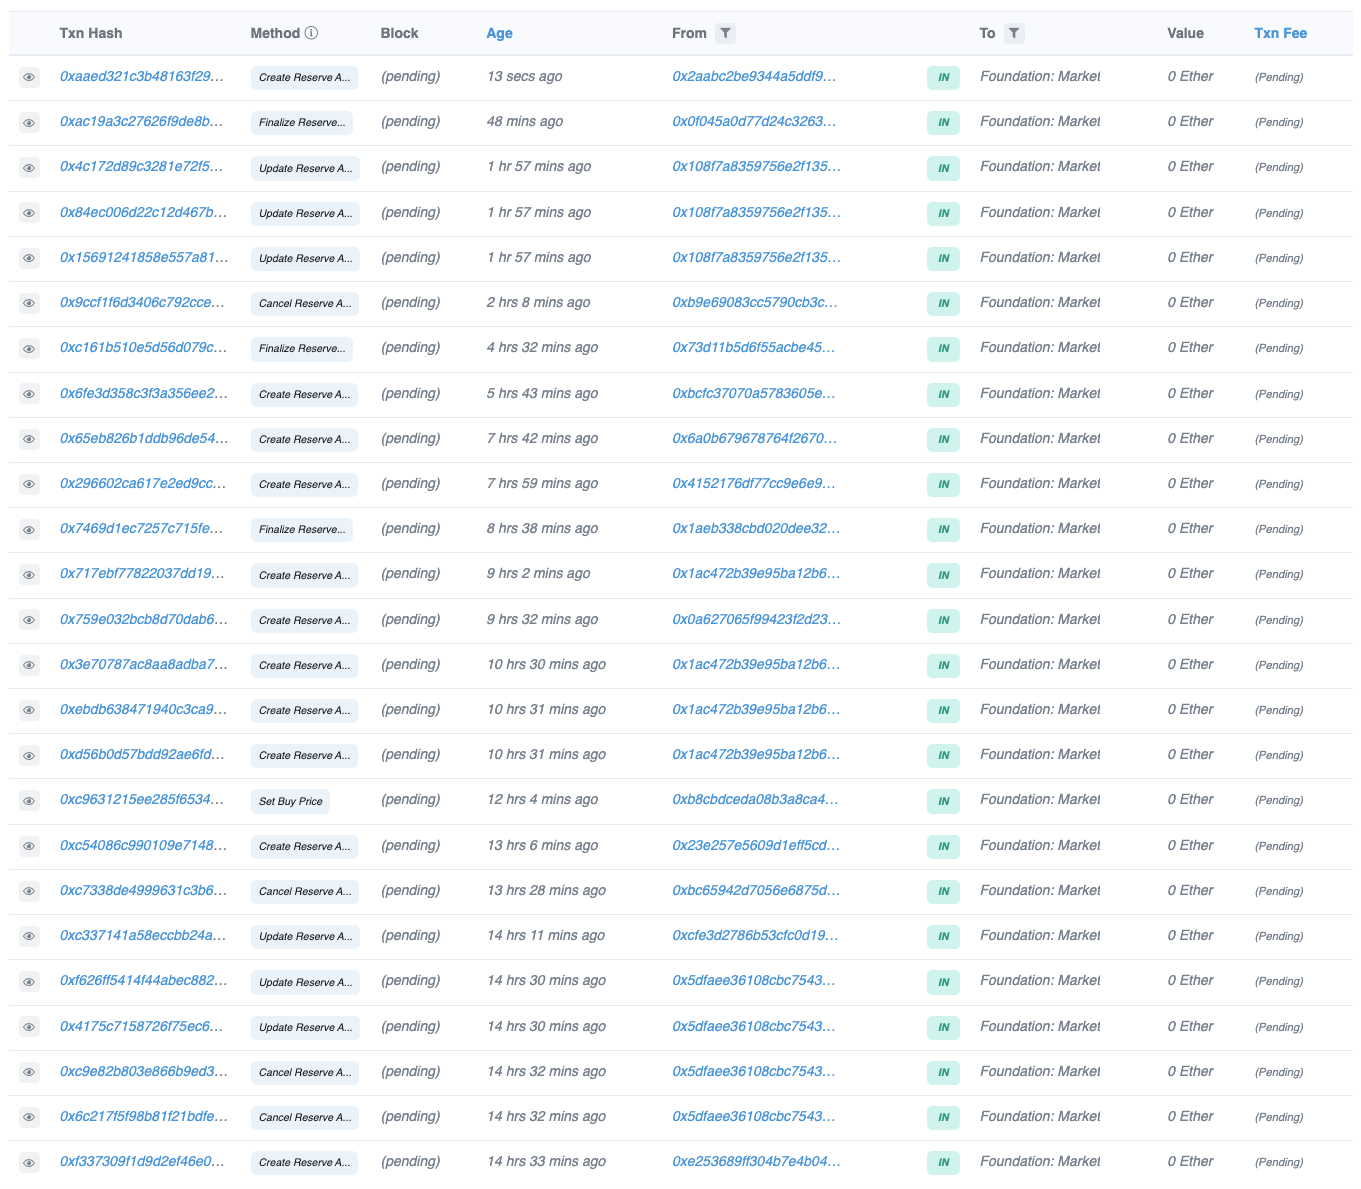 Txn Hash Method Block Age From To Value Txn Fee
0xaaed321c3b48163f29... Create Reserve A... (pending) 13 secs ago 0x2aabc2be9344a5ddf9... IN Foundation: Market 0 Ether (Pending)
0xac19a3c27626f9de8b... Finalize Reserve... (pending) 48 mins ago 0x0f045a0d77d24c3263... IN Foundation: Market 0 Ether (Pending)
0x4c172d89c3281e72f5... Update Reserve A... (pending) 1 hr 57 mins ago 0x108f7a8359756e2f135... IN Foundation: Market 0 Ether (Pending)
0x84ec006d22c12d467b... Update Reserve A... (pending) 1 hr 57 mins ago 0x108f7a8359756e2f135... IN Foundation: Market 0 Ether (Pending)
0x15691241858e557a81... Update Reserve A... (pending) 1 hr 57 mins ago 0x108f7a8359756e2f135... IN Foundation: Market 0 Ether (Pending)
0x9ccf1f6d3406c792cce... Cancel Reserve A... (pending) 2 hrs 8 mins ago 0xb9e69083cc5790cb3c... IN Foundation: Market 0 Ether (Pending)
0xc161b510e5d56d079c... Finalize Reserve... (pending) 4 hrs 32 mins ago 0x73d11b5d6f55acbe45... IN Foundation: Market 0 Ether (Pending)
0x6fe3d358c3f3a356ee2... Create Reserve A... (pending) 5 hrs 43 mins ago 0xbcfc37070a5783605e... IN Foundation: Market 0 Ether (Pending)
0x65eb826b1ddb96de54... Create Reserve A... (pending) 7 hrs 42 mins ago 0x6a0b679678764f2670... IN Foundation: Market 0 Ether (Pending)
0x296602ca617e2ed9cc... Create Reserve A... (pending) 7 hrs 59 mins ago 0x4152176df77cc9e6e9... IN Foundation: Market 0 Ether (Pending)
0x7469d1ec7257c715fe... Finalize Reserve... (pending) 8 hrs 38 mins ago 0x1aeb338cbd020dee32... IN Foundation: Market 0 Ether (Pending)
0x717ebf77822037dd19... Create Reserve A... (pending) 9 hrs 2 mins ago 0x1ac472b39e95ba12b6... IN Foundation: Market 0 Ether (Pending)
0x759e032bcb8d70dab6... Create Reserve A... (pending) 9 hrs 32 mins ago 0x0a627065f99423f2d23... IN Foundation: Market 0 Ether (Pending)
0x3e70787ac8aa8adba7... Create Reserve A... (pending) 10 hrs 30 mins ago 0x1ac472b39e95ba12b6... IN Foundation: Market 0 Ether (Pending)
0xebdb638471940c3ca9... Create Reserve A... (pending) 10 hrs 31 mins ago 0x1ac472b39e95ba12b6... IN Foundation: Market 0 Ether (Pending)
0xd56b0d57bdd92ae6fd... Create Reserve A... (pending) 10 hrs 31 mins ago 0x1ac472b39e95ba12b6... IN Foundation: Market 0 Ether (Pending)
0xc9631215ee285f6534... Set Buy Price (pending) 12 hrs 4 mins ago 0xb8cbdceda08b3a8ca4... IN Foundation: Market 0 Ether (Pending)
0xc54086c990109e7148... Create Reserve A... (pending) 13 hrs 6 mins ago 0x23e257e5609d1eff5cd... IN Foundation: Market 0 Ether (Pending)
0xc7338de4999631c3b6... Cancel Reserve A... (pending) 13 hrs 28 mins ago 0xbc65942d7056e6875d... IN Foundation: Market 0 Ether (Pending)
0xc337141a58eccbb24a... Update Reserve A... (pending) 14 hrs 11 mins ago 0xcfe3d2786b53cfc0d19... IN Foundation: Market 0 Ether (Pending)
0xf626ff5414f44abec882... Update Reserve A... (pending) 14 hrs 30 mins ago 0x5dfaee36108cbc7543... IN Foundation: Market 0 Ether (Pending)
0x4175c7158726f75ec6... Update Reserve A... (pending) 14 hrs 30 mins ago 0x5dfaee36108cbc7543... IN Foundation: Market 0 Ether (Pending)
0xc9e82b803e866b9ed3... Cancel Reserve A... (pending) 14 hrs 32 mins ago 0x5dfaee36108cbc7543... IN Foundation: Market 0 Ether (Pending)
0x6c217f5f98b81f21bdfe... Cancel Reserve A... (pending) 14 hrs 32 mins ago 0x5dfaee36108cbc7543... IN Foundation: Market 0 Ether (Pending)
0xf337309f1d9d2ef46e0... Create Reserve A... (pending) 14 hrs 33 mins ago 0xe253689ff304b7e4b04... IN Foundation: Market 0 Ether (Pending)